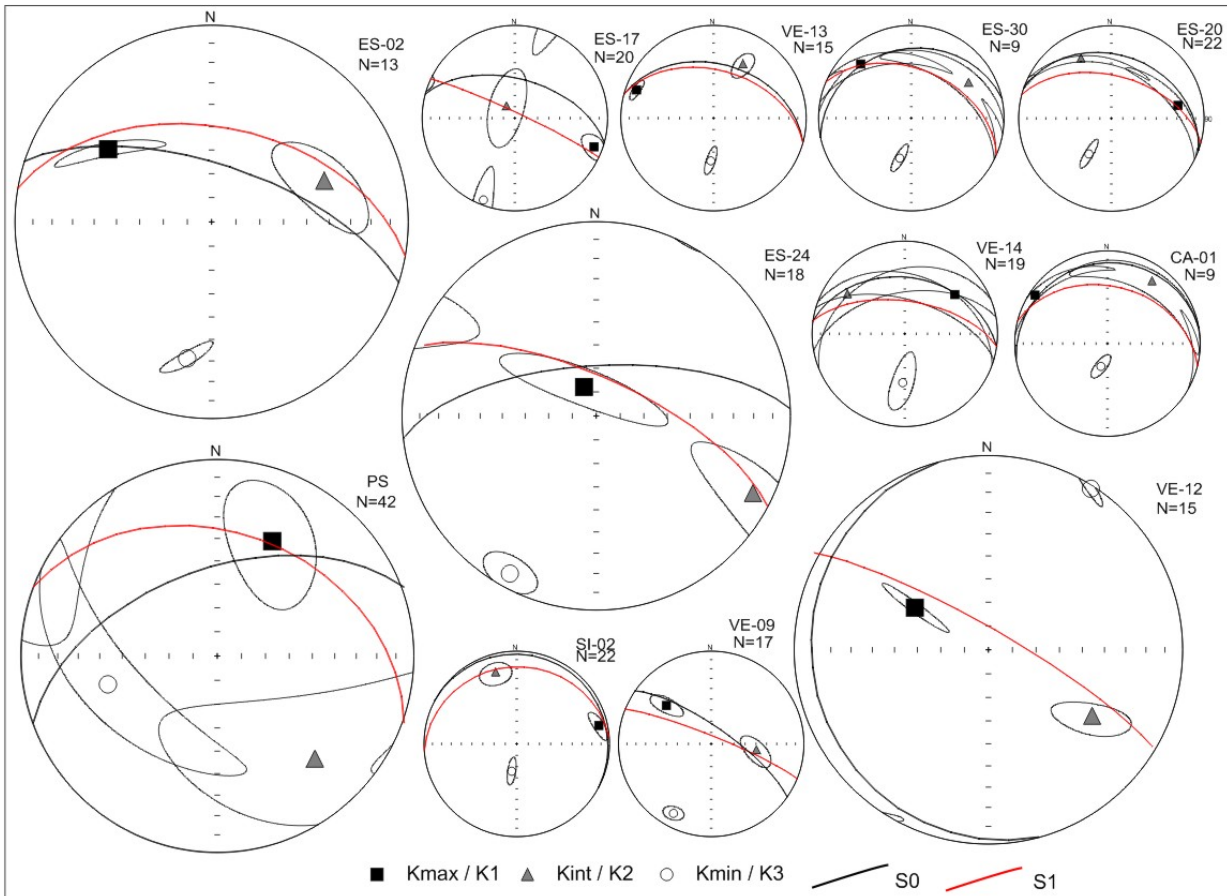 N
ES-02
N=13
ES-17
N=20
VE-13
N=15
N
ES-30
N=9
N
ES-20
N=22
90
N
ES-24
N=18
N
VE-14
N=19
N
CA-01
N=9
N
PS
N=42
N
VE-12
N=15
SI-02
N=22
VE-09
N=17
Kmax / K1
Kint / K2
Kmin / K3
S0
S1